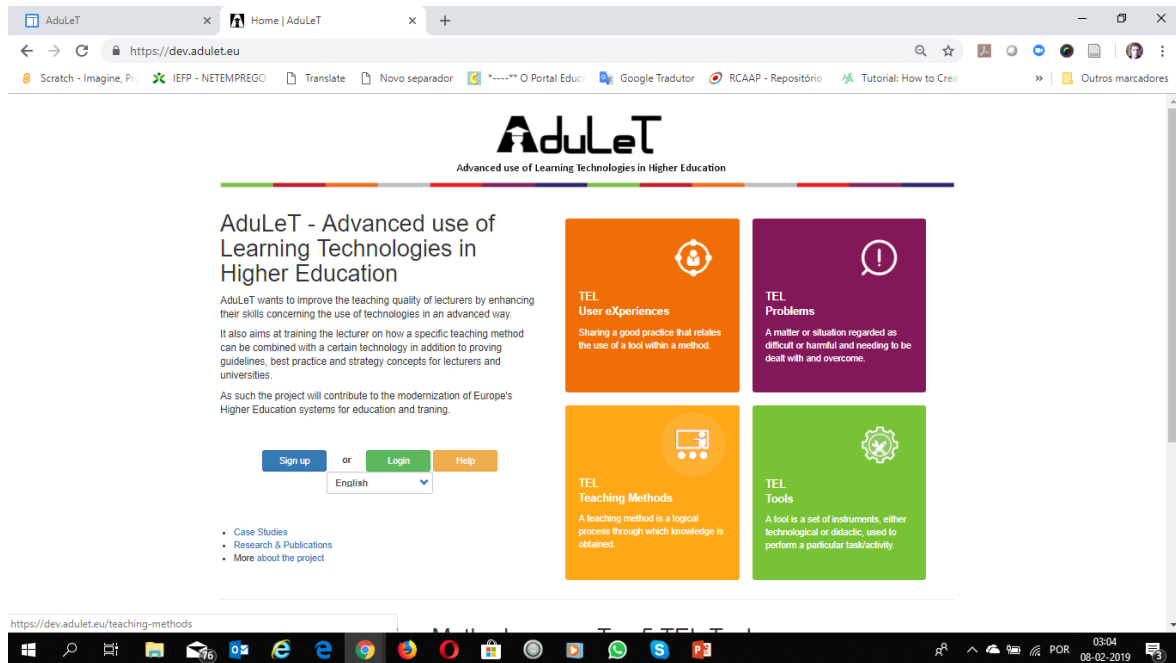 AduLeT
Home | AduLeT
https://dev.adulet.eu
Scratch - Imagine, Pro
IEFP - NETEMPREGO
Translate
Novo separador
*----** O Portal Educa
Google Tradutor
RCAAP - Repositório
Tutorial: How to Crea
»
Outros marcadores
AduLeT
Advanced use of Learning Technologies in Higher Education
AduLeT - Advanced use of
Learning Technologies in
Higher Education
AduLeT wants to improve the teaching quality of lecturers by enhancing
their skills concerning the use of technologies in an advanced way.
It also aims at training the lecturer on how a specific teaching method
can be combined with a certain technology in addition to proving
guidelines, best practice and strategy concepts for lecturers and
universities.
As such the project will contribute to the modernization of Europe's
Higher Education systems for education and traning.
Sign up
or
Login
Help
English
• Case Studies
• Research & Publications
• More about the project
TEL
User eXperiences
Sharing a good practice that relates
the use of a tool within a method.
TEL
Problems
A matter or situation regarded as
difficult or harmful and needing to be
dealt with and overcome.
TEL
Teaching Methods
A teaching method is a logical
process through which knowledge is
obtained.
TEL
Tools
A tool is a set of instruments, either
technological or didactic, used to
perform a particular task/activity.
https://dev.adulet.eu/teaching-methods
76
POR
03:04
08-02-2019
3